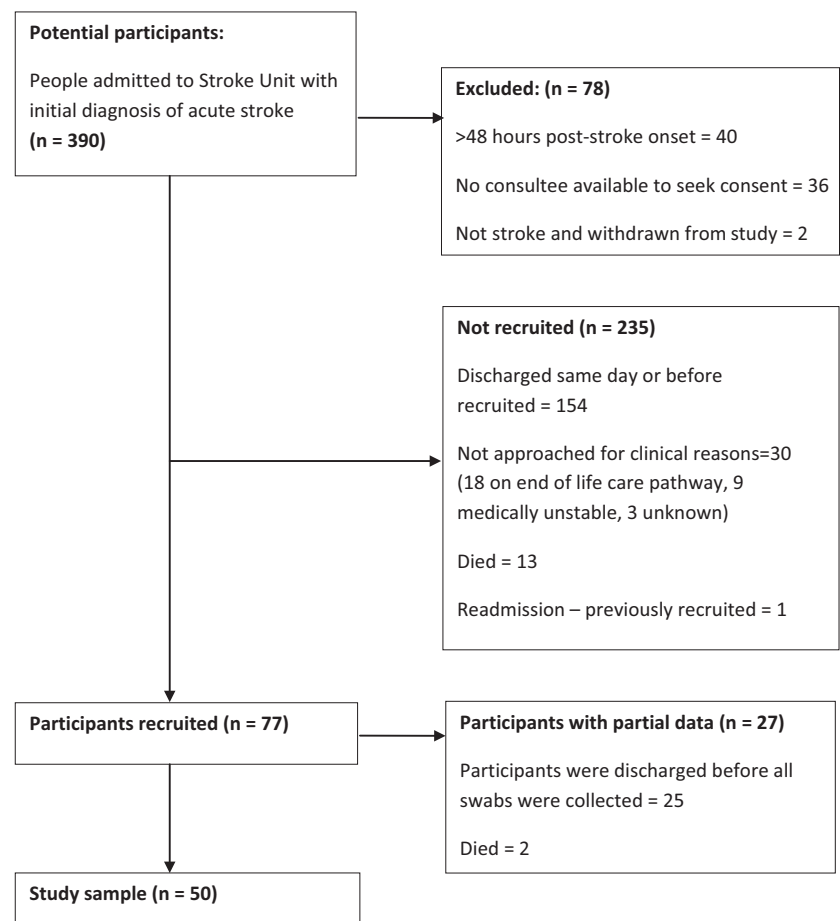 Potential participants:
People admitted to Stroke Unit with
initial diagnosis of acute stroke
(n = 390)
Excluded: (n = 78)
>48 hours post-stroke onset = 40
No consultee available to seek consent = 36
Not stroke and withdrawn from study = 2
Not recruited (n = 235)
Discharged same day or before
recruited = 154
Not approached for clinical reasons=30
(18 on end of life care pathway, 9
medically unstable, 3 unknown)
Died = 13
Readmission – previously recruited = 1
Participants recruited (n = 77)
Participants with partial data (n = 27)
Participants were discharged before all
swabs were collected = 25
Died = 2
Study sample (n = 50)